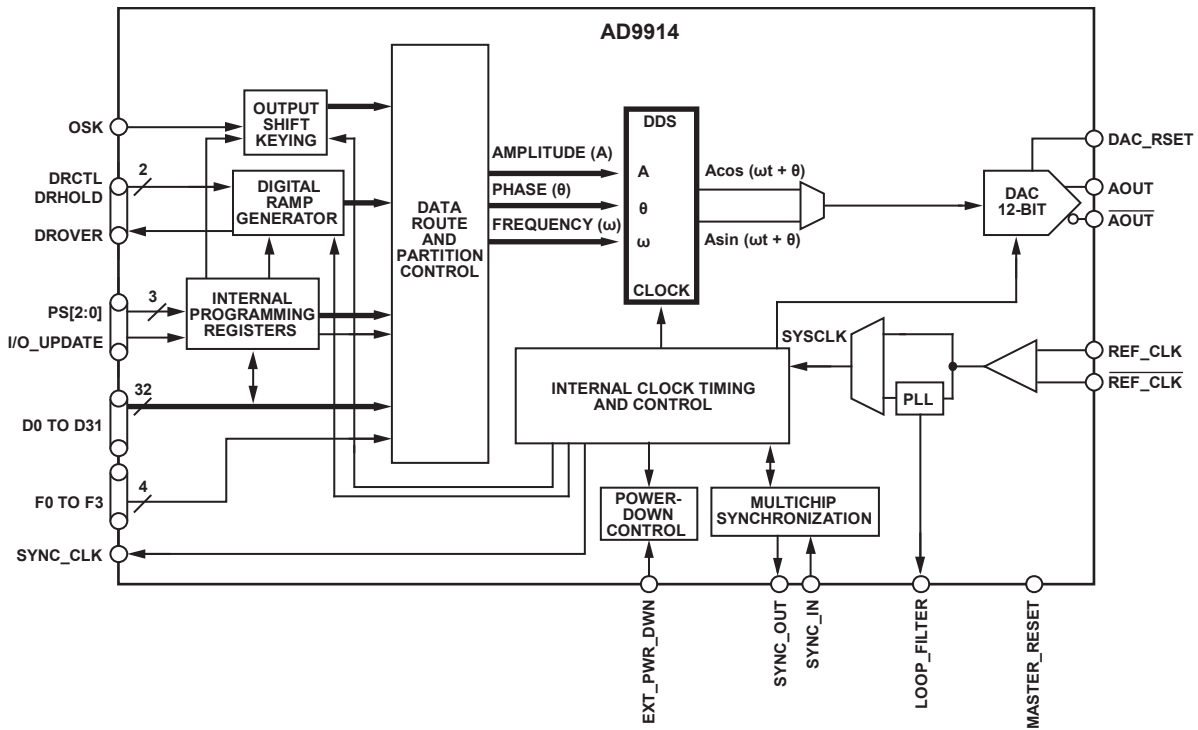 AD9914
OSK
OUTPUT
SHIFT
KEYING
DRCTL
DRHOLD
DROVER
2
DIGITAL
RAMP
GENERATOR
PS[2:0]
I/O_UPDATE
3
INTERNAL
PROGRAMMING
REGISTERS
D0 TO D31
32
F0 TO F3
4
SYNC_CLK
DATA
ROUTE
AND
PARTITION
CONTROL
AMPLITUDE (A)
PHASE (θ)
FREQUENCY (ω)
DDS
A
θ
ω
CLOCK
Acos (ωt + θ)
Asin (ωt + θ)
DAC
12-BIT
DAC_RSET
AOUT
AOUT
INTERNAL CLOCK TIMING
AND CONTROL
SYSCLK
PLL
REF_CLK
REF_CLK
POWER-
DOWN
CONTROL
MULTICHIP
SYNCHRONIZATION
EXT_PWR_DWN
SYNC_OUT
SYNC_IN
LOOP_FILTER
MASTER_RESET